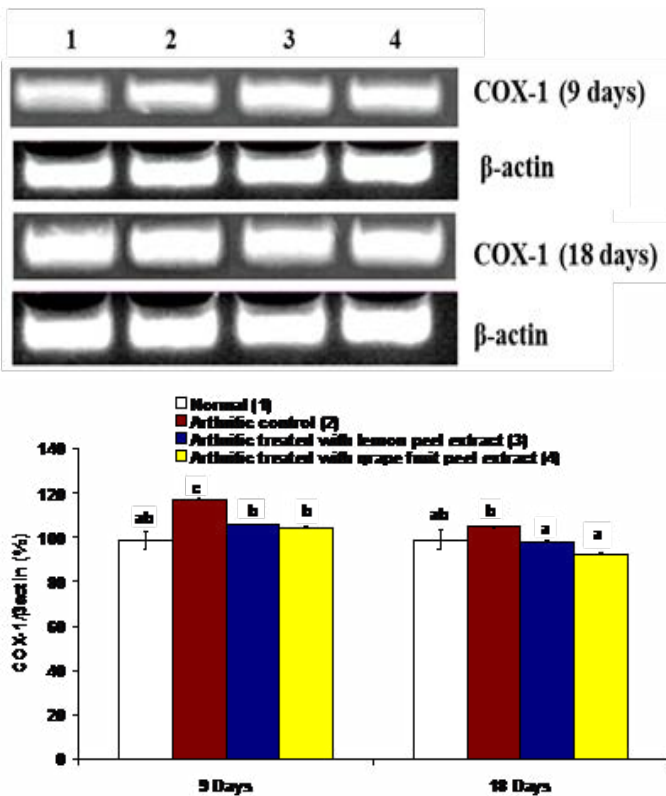 1 2 3 4
COX-1 (9 days)
β-actin
COX-1 (18 days)
β-actin
Normal (1)
Arthritic control (2)
Arthritic treated with lemon peel extract (3)
Arthritic treated with grape fruit peel extract (4)
COX-1/βactin (%)
140
120
100
80
60
40
20
0
ab c b b ab b a a
9 Days 18 Days